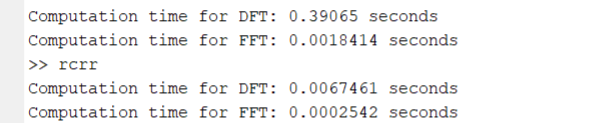 Computation time for DFT: 0.39065 seconds
Computation time for FFT: 0.0018414 seconds
>> rcrr
Computation time for DFT: 0.0067461 seconds
Computation time for FFT: 0.0002542 seconds